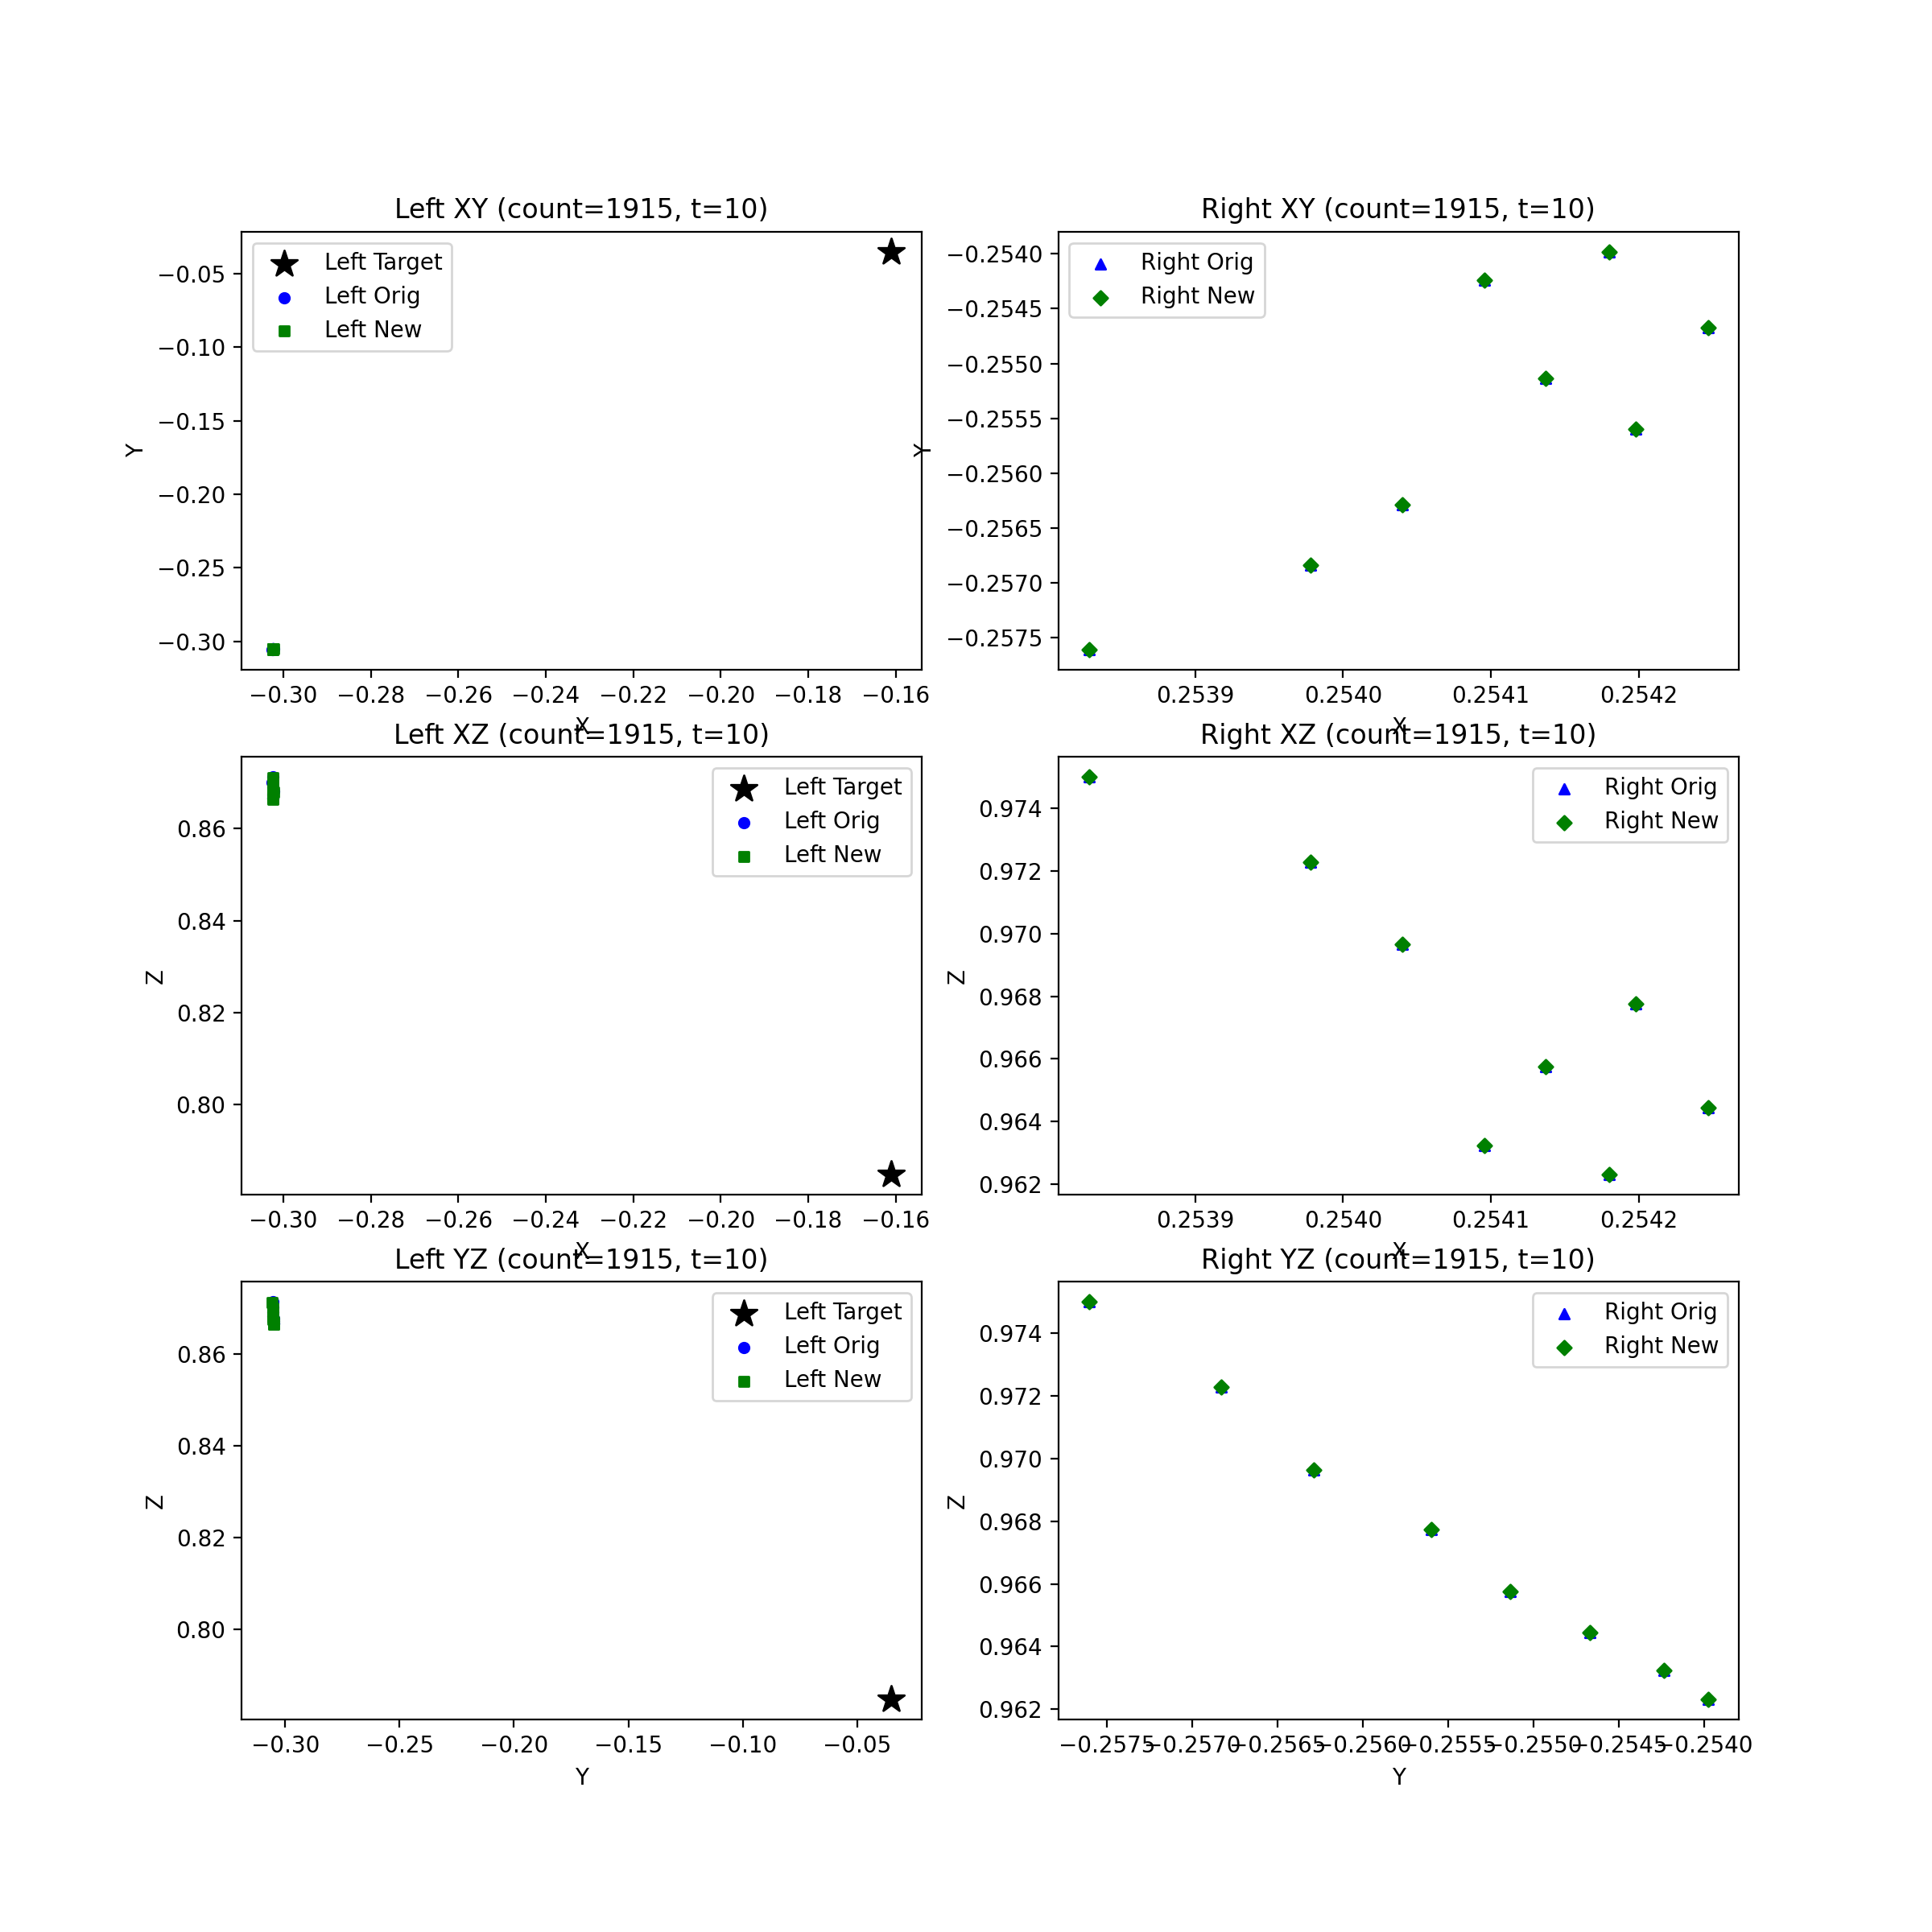 Left XY (count=1915, t=10)
Left Target
Left Orig
Left New
−0.05
−0.10
−0.15
−0.20
−0.25
−0.30
Y
−0.30 −0.28 −0.26 −0.24 −0.22 −0.20 −0.18 −0.16
X
Right XY (count=1915, t=10)
Right Orig
Right New
−0.2540
−0.2545
−0.2550
−0.2555
−0.2560
−0.2565
−0.2570
−0.2575
Y
0.2539 0.2540 0.2541 0.2542
X
Left XZ (count=1915, t=10)
Left Target
Left Orig
Left New
0.86
0.84
0.82
0.80
Z
−0.30 −0.28 −0.26 −0.24 −0.22 −0.20 −0.18 −0.16
X
Right XZ (count=1915, t=10)
Right Orig
Right New
0.974
0.972
0.970
0.968
0.966
0.964
0.962
Z
0.2539 0.2540 0.2541 0.2542
X
Left YZ (count=1915, t=10)
Left Target
Left Orig
Left New
0.86
0.84
0.82
0.80
Z
−0.30 −0.25 −0.20 −0.15 −0.10 −0.05
Y
Right YZ (count=1915, t=10)
Right Orig
Right New
0.974
0.972
0.970
0.968
0.966
0.964
0.962
Z
−0.2575 −0.2570 −0.2565 −0.2560 −0.2555 −0.2550 −0.2545 −0.2540
Y